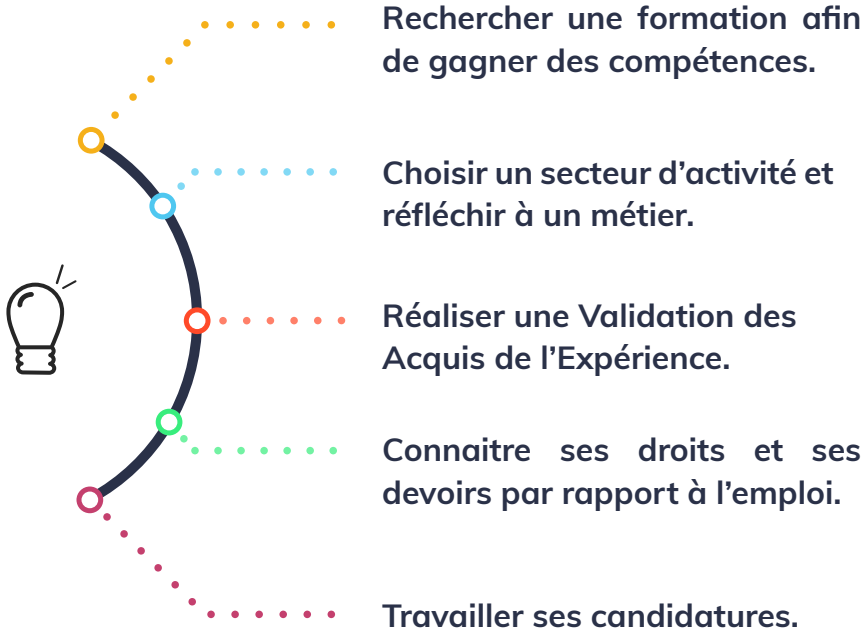 Rechercher une formation afin
de gagner des compétences.
Choisir un secteur d’activité et
réfléchir à un métier.
Réaliser une Validation des
Acquis de l’Expérience.
Connaitre ses droits et ses
devoirs par rapport à l’emploi.
Travailler ses candidatures.